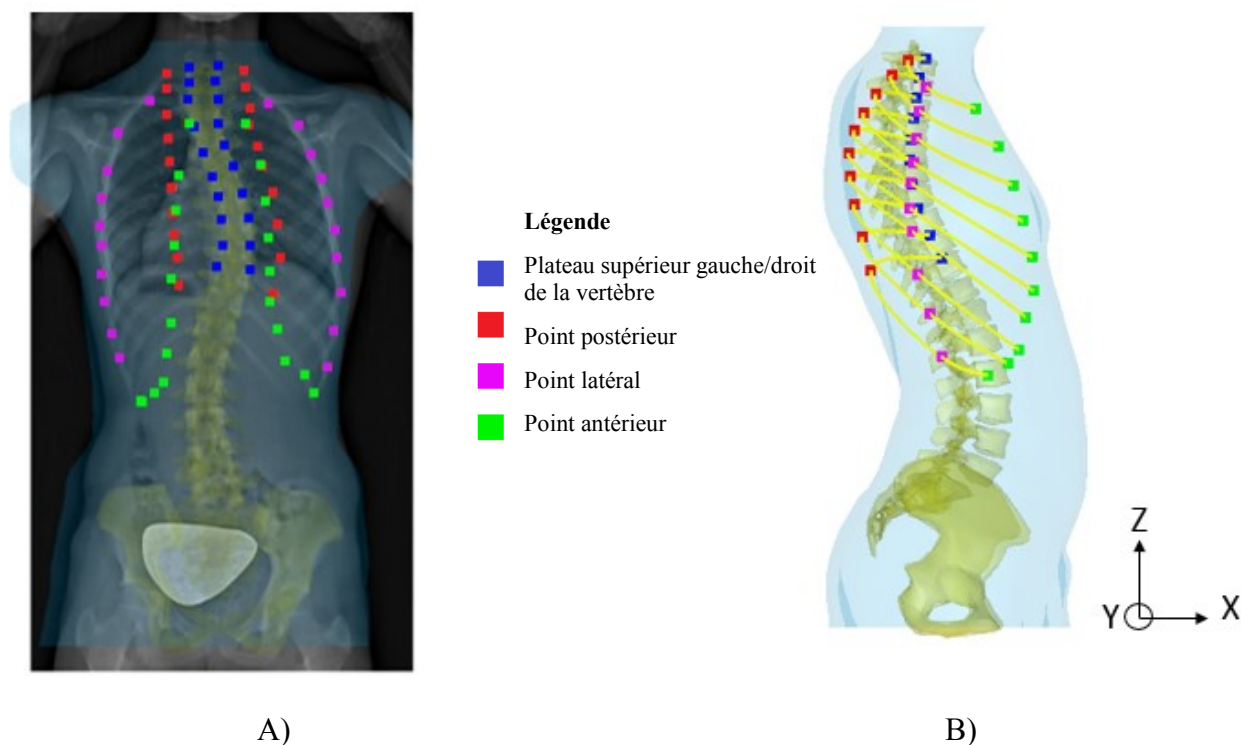 Légende
Plateau supérieur gauche/droit
de la vertèbre
Point postérieur
Point latéral
Point antérieur
Z
Y
X
A)
B)